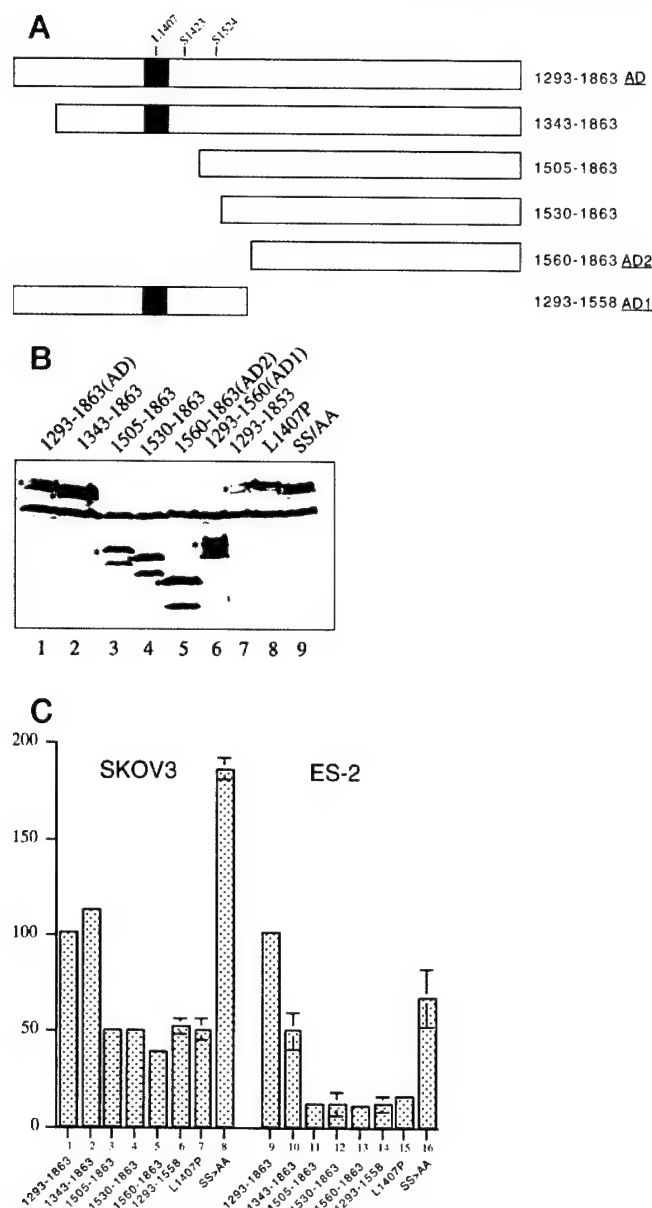 A
L1407 S1423 S1524
1293-1863 AD
1343-1863
1505-1863
1530-1863
1560-1863 AD2
1293-1558 AD1
B
1293-1863(AD)
1343-1863
1505-1863
1530-1863
1560-1863(AD2)
1293-1560(AD1)
1293-1853
L1407P
SS/AA
1 2 3 4 5 6 7 8 9
C
200
SKOV3 ES-2
150
100
50
0
1 2 3 4 5 6 7 8 9 10 11 12 13 14 15 16
1293-1863
1343-1863
1505-1863
1530-1863
1560-1863
1293-1558
L1407P
SS>AA
1293-1863
1343-1863
1505-1863
1530-1863
1560-1863
1293-1558
L1407P
SS>AA